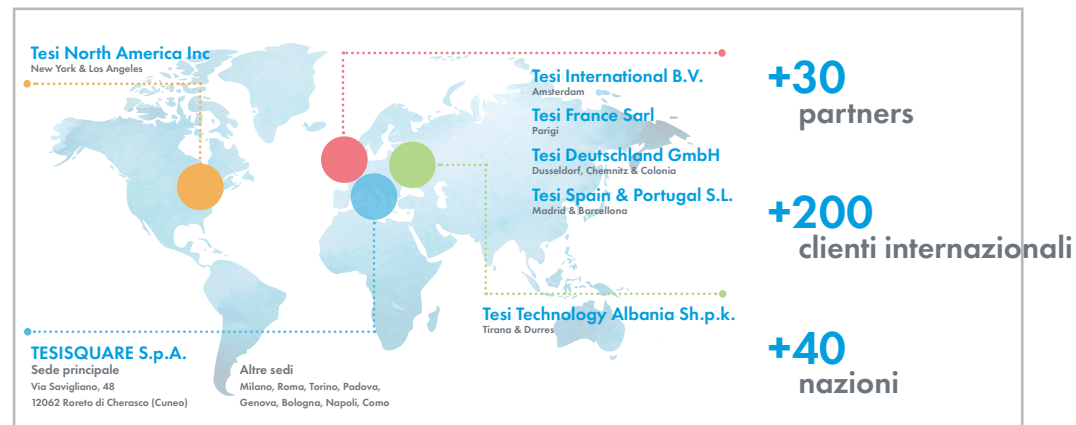 Tesi North America Inc
New York & Los Angeles
Tesi International B.V.
Amsterdam
Tesi France Sarl
Parigi
Tesi Deutschland GmbH
Dusseldorf, Chemnitz & Colonia
Tesi Spain & Portugal S.L.
Madrid & Barcellona
Tesi Technology Albania Sh.p.k.
Tirana & Durres
TESISQUARE S.p.A.
Sede principale
Via Savigliano, 48
12062 Roreto di Cherasco (Cuneo)
Altre sedi
Milano, Roma, Torino, Padova,
Genova, Bologna, Napoli, Como
+30
partners
+200
clienti internazionali
+40
nazioni